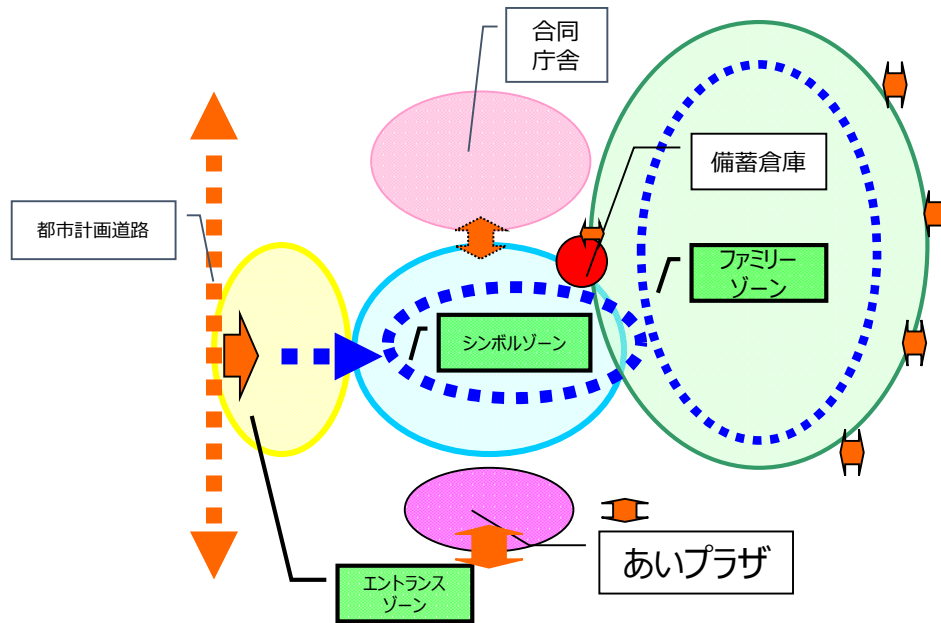 合同
庁舎
備蓄倉庫
都市計画道路
ファミリー
ゾーン
シンボルゾーン
あいプラザ
エントランス
ゾーン